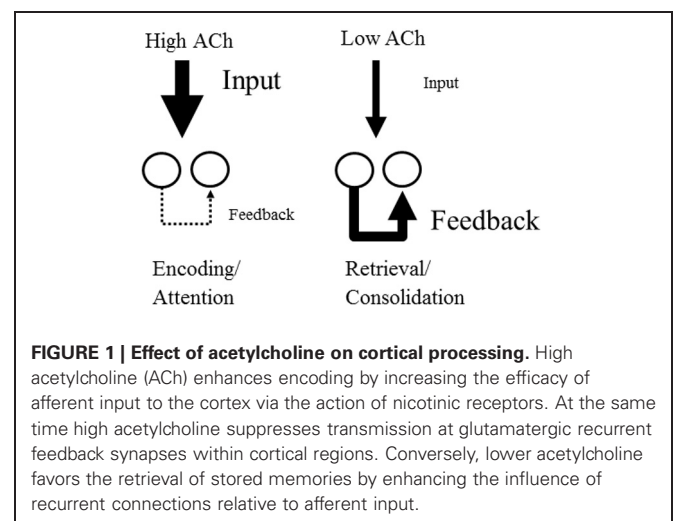 High ACh
Low ACh
Input
Input
Feedback
Feedback
Encoding/
Attention
Retrieval/
Consolidation
FIGURE 1 | Effect of acetylcholine on cortical processing. High
acetylcholine (ACh) enhances encoding by increasing the efficacy of
afferent input to the cortex via the action of nicotinic receptors. At the same
time high acetylcholine suppresses transmission at glutamatergic recurrent
feedback synapses within cortical regions. Conversely, lower acetylcholine
favors the retrieval of stored memories by enhancing the influence of
recurrent connections relative to afferent input.